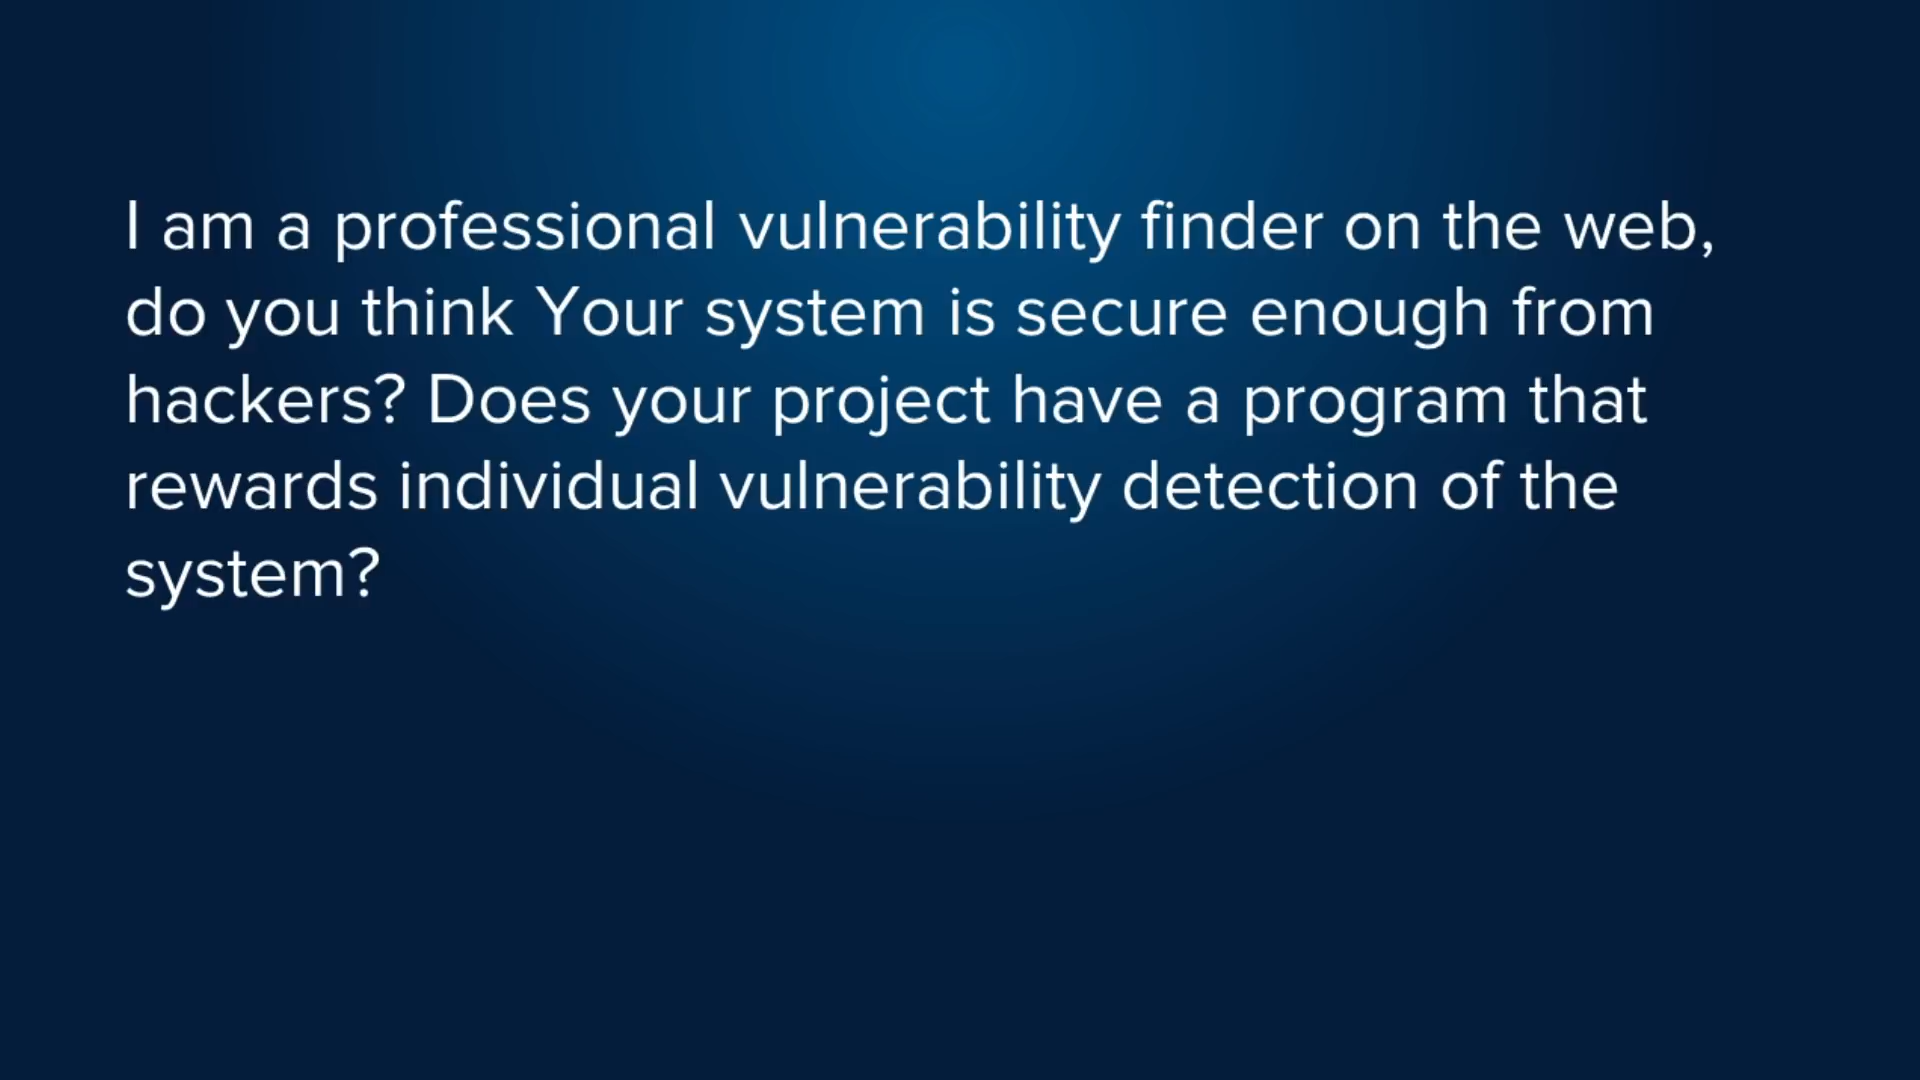 I am a professional vulnerability finder on the web,
do you think Your system is secure enough from
hackers? Does your project have a program that
rewards individual vulnerability detection of the
system?